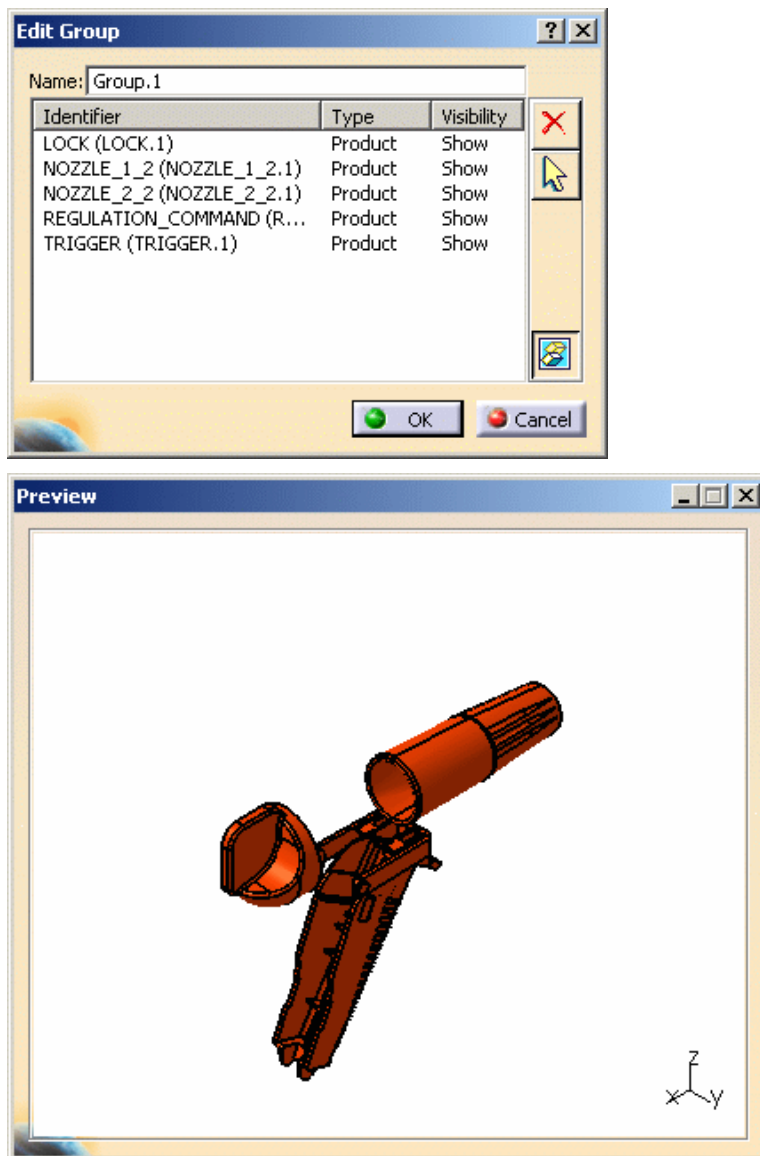 Edit Group
Name: Group.1
Identifier Type Visibility
LOCK (LOCK.1) Product Show
NOZZLE_1_2 (NOZZLE_1_2.1) Product Show
NOZZLE_2_2 (NOZZLE_2_2.1) Product Show
REGULATION_COMMAND (R... Product Show
TRIGGER (TRIGGER.1) Product Show
OK Cancel
Preview
z
x y